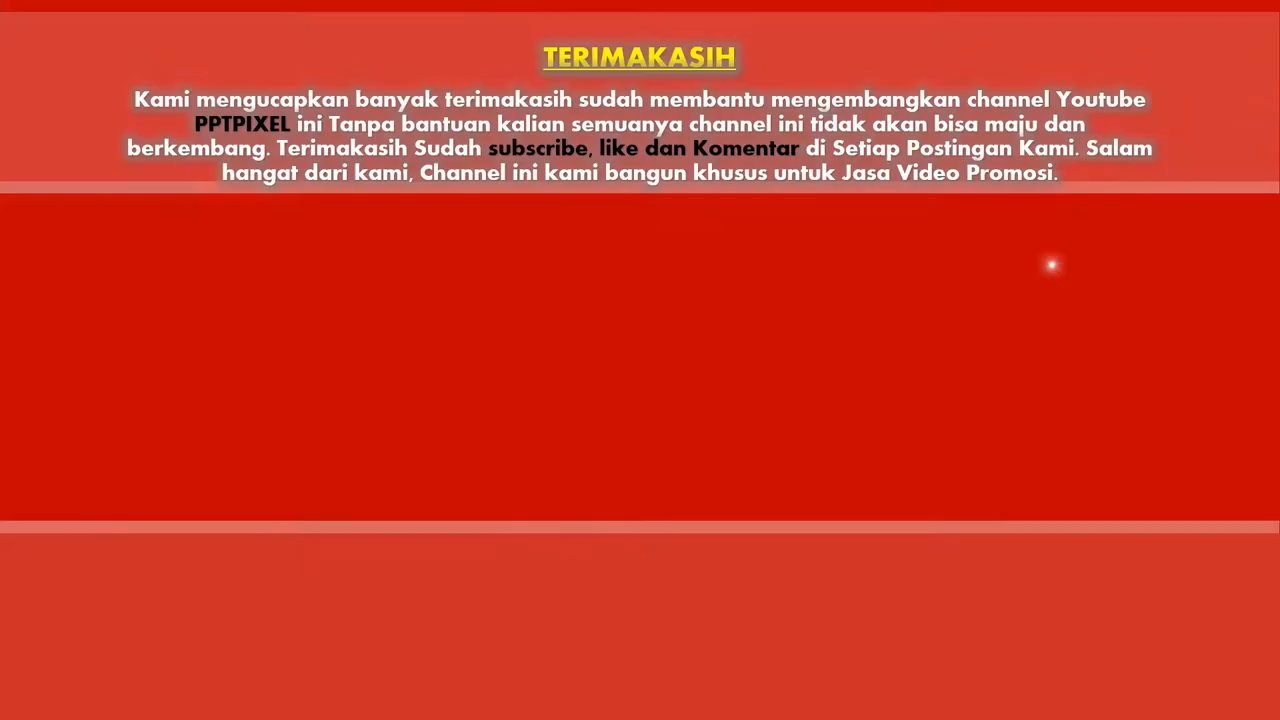 TERIMAKASIH
Kami mengucapkan banyak terimakasih sudah membantu mengembangkan channel Youtube
PPTPIXEL ini Tanpa bantuan kalian semuanya channel ini tidak akan bisa maju dan
berkembang. Terimakasih Sudah subscribe, like dan Komentar di Setiap Postingan Kami. Salam
hangat dari kami, Channel ini kami bangun khusus untuk Jasa Video Promosi.